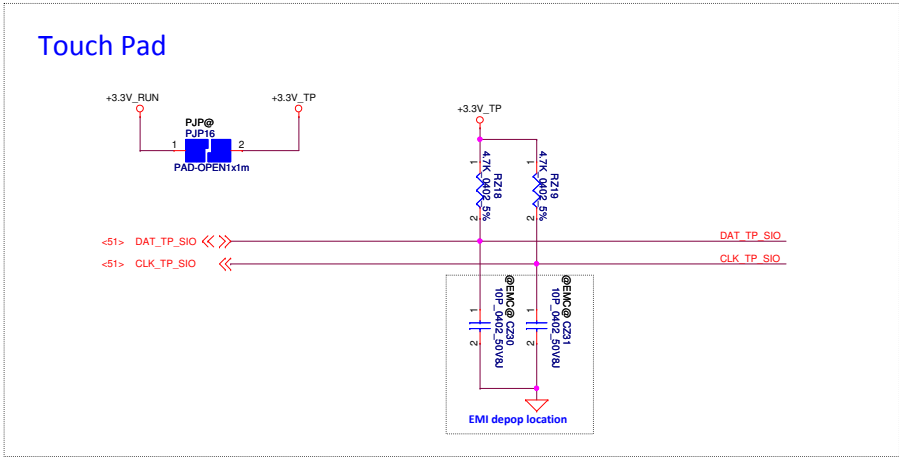 Touch Pad
+3.3V_RUN
+3.3V_TP
PJP@
PJP16
1
2
PAD-OPEN1x1m
+3.3V_TP
1
1
4.7K_0402_5%
RZ18
4.7K_0402_5%
RZ19
2
2
<51> DAT_TP_SIO
DAT_TP_SIO
<51> CLK_TP_SIO
CLK_TP_SIO
@EMC@ CZ30
10P_0402_50V8J
@EMC@ CZ31
10P_0402_50V8J
1
1
2
2
EMI depop location